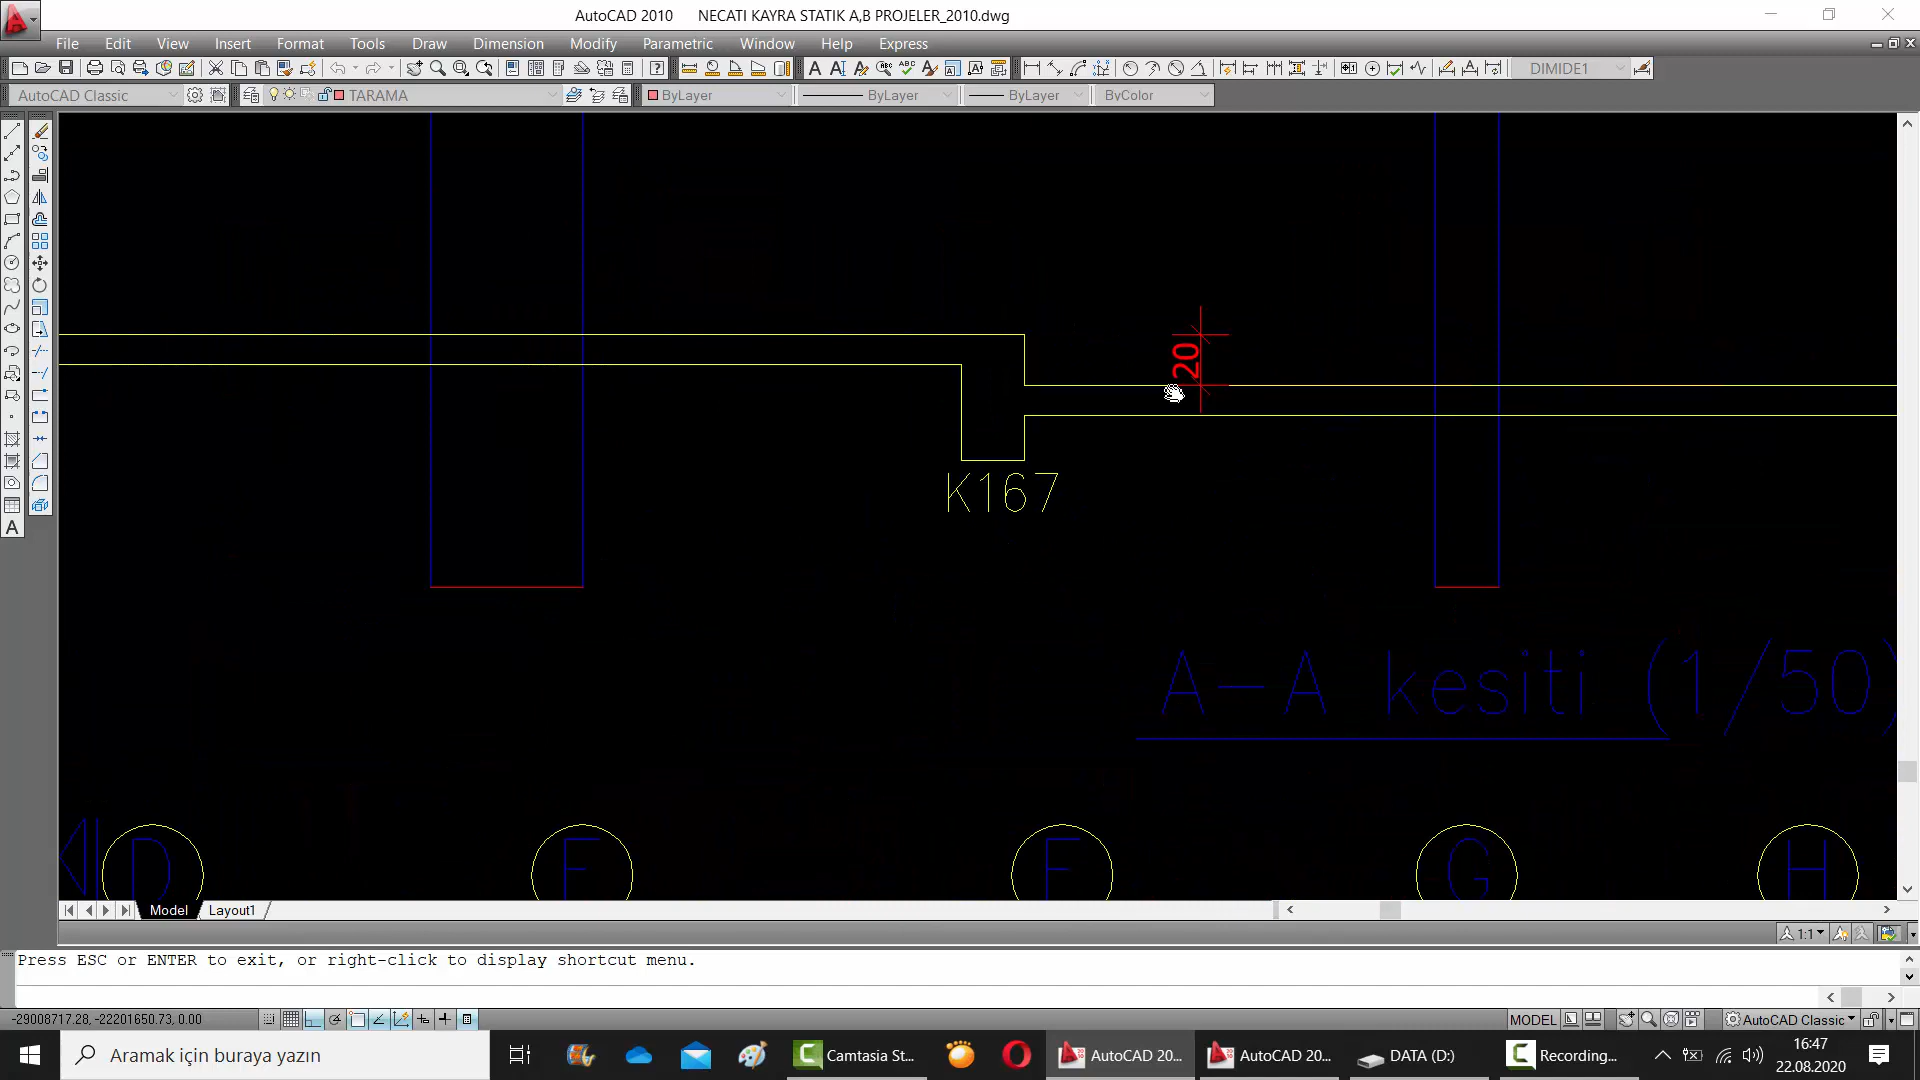 AutoCAD 2010 NECATI KAYRA STATIK A,B PROJELER_2010.dwg
File Edit View Insert Format Tools Draw Dimension Modify Parametric Window Help Express
DIMIDE1
AutoCAD Classic TARAMA ByLayer ByLayer ByLayer ByColor
20
K167
A-A kesiti (1/50)
D E F G H
Model Layout1
1:1
Press ESC or ENTER to exit, or right-click to display shortcut menu.
-29008717.28, -22201650.73, 0.00 MODEL AutoCAD Classic
Aramak için buraya yazın Camtasia St... AutoCAD 20... AutoCAD 20... DATA (D:) Recording... 16:47
22.08.2020